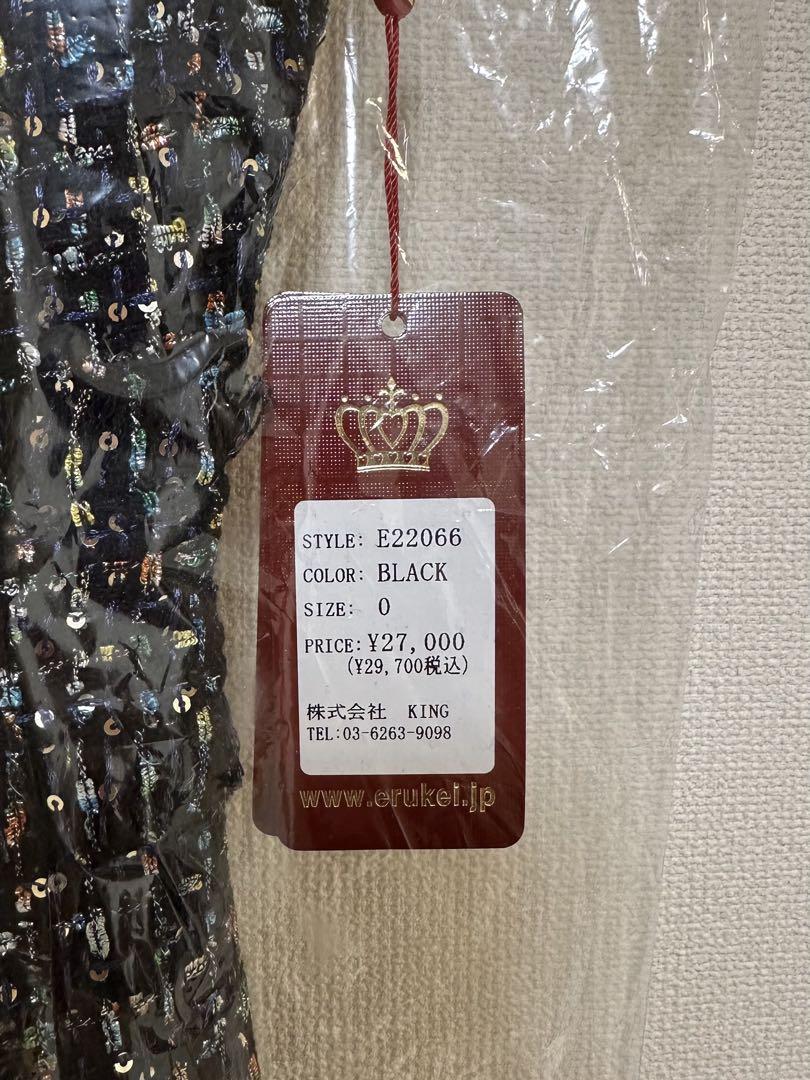 STYLE: E22066
COLOR: BLACK
SIZE: 0
PRICE: ¥27,000
(¥29,700税込)
株式会社 KING
TEL:03-6263-9098
www.erukei.jp